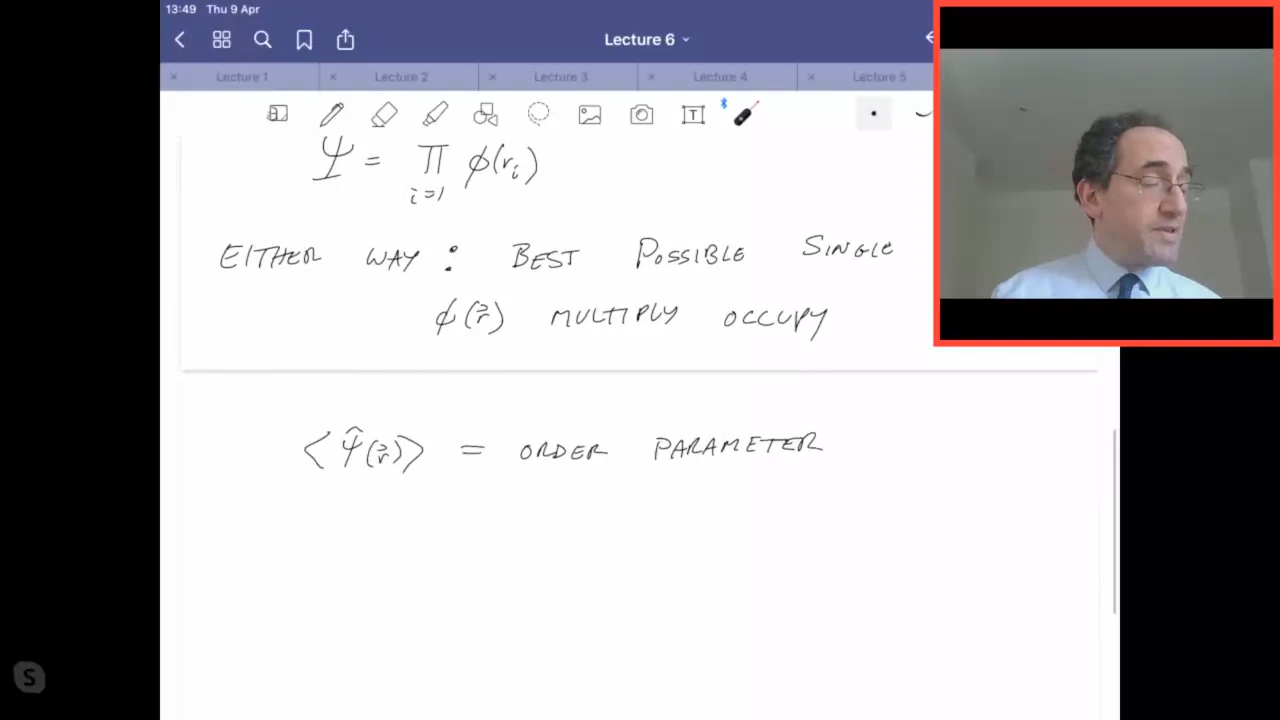 13:49 Thu 9 Apr
Lecture 6
Lecture 1 Lecture 2 Lecture 3 Lecture 4 Lecture 5
T
Ψ = ∏ ϕ(rᵢ)
i=1
EITHER WAY : BEST POSSIBLE SINGLE
ϕ(r⃗) MULTIPLY OCCUPY
⟨Ψ̂(r⃗)⟩ = ORDER PARAMETER
S